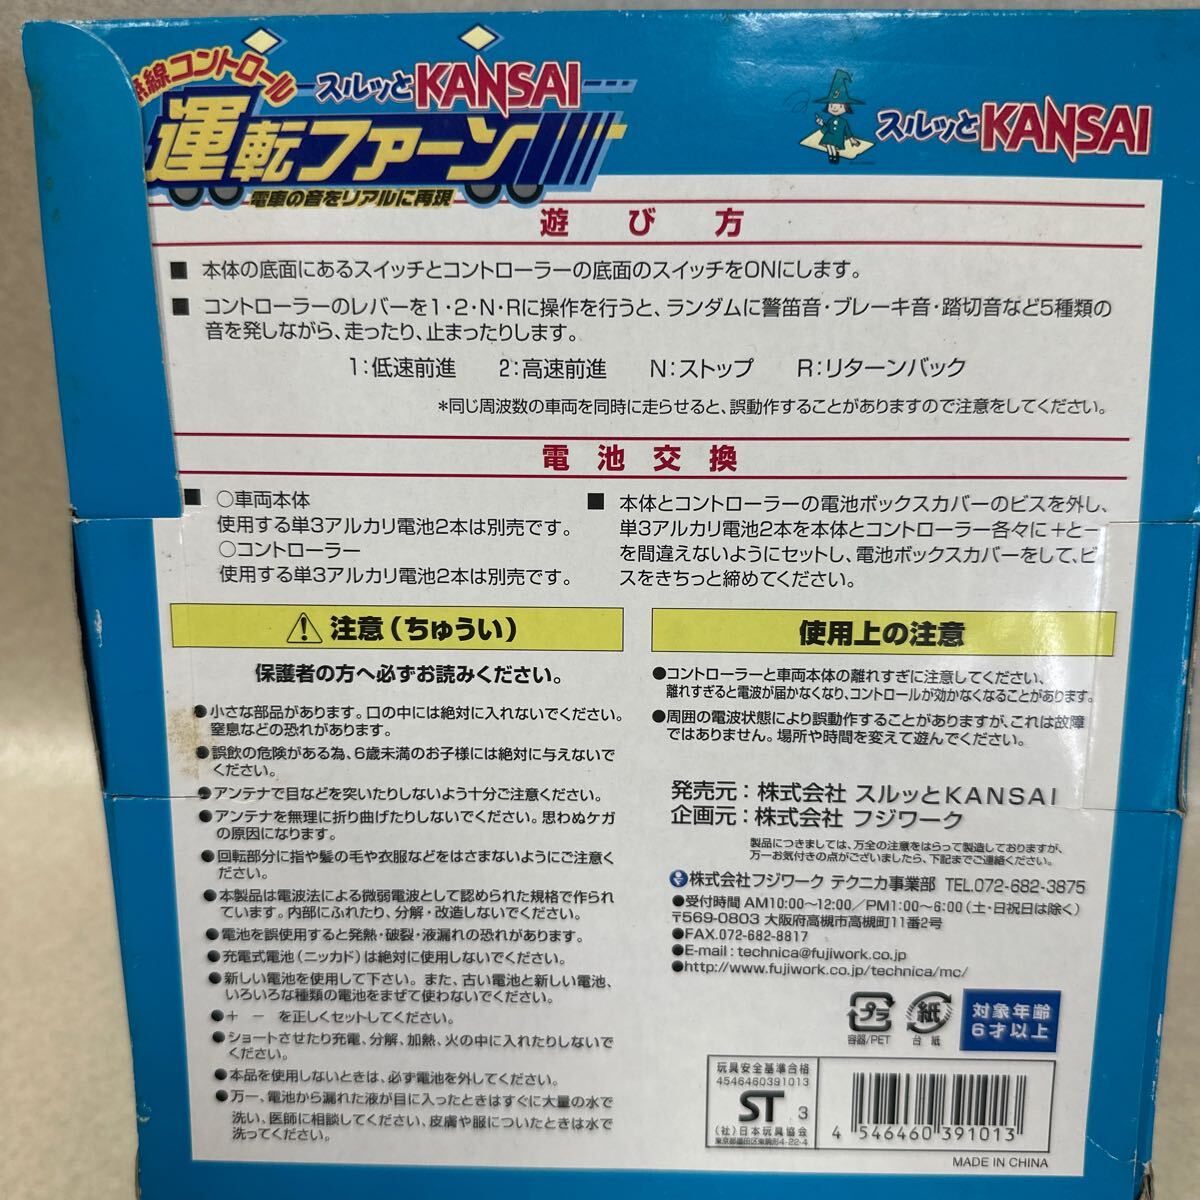 無線コントロール
スルッとKANSAI
運転ファーン
電車の音をリアルに再現
スルッとKANSAI
遊び方
■ 本体の底面にあるスイッチとコントローラーの底面のスイッチをONにします。
■ コントローラーのレバーを1・2・N・Rに操作を行うと、ランダムに警笛音・ブレーキ音・踏切音など5種類の
音を発しながら、走ったり、止まったりします。
1:低速前進 2:高速前進 N:ストップ R:リターンバック
*同じ周波数の車両を同時に走らせると、誤動作することがありますので注意をしてください。
電池交換
■ ○車両本体
使用する単3アルカリ電池2本は別売です。
○コントローラー
使用する単3アルカリ電池2本は別売です。
■ 本体とコントローラーの電池ボックスカバーのビスを外し、
単3アルカリ電池2本を本体とコントローラー各々に+と-
を間違えないようにセットし、電池ボックスカバーをして、ビ
スをきちっと締めてください。
注意(ちゅうい)
保護者の方へ必ずお読みください。
●小さな部品があります。口の中には絶対に入れないでください。
窒息などの恐れがあります。
●誤飲の危険がある為、6歳未満のお子様には絶対に与えないで
ください。
●アンテナで目などを突いたりしないよう十分ご注意ください。
●アンテナを無理に折り曲げたりしないでください。思わぬケガ
の原因になります。
●回転部分に指や髪の毛や衣服などをはさまないようにご注意く
ださい。
●本製品は電波法による微弱電波として認められた規格で作られ
ています。内部にふれたり、分解・改造しないでください。
●電池を誤使用すると発熱・破裂・液漏れの恐れがあります。
●充電式電池(ニッカド)は絶対に使用しないでください。
●新しい電池を使用して下さい。また、古い電池と新しい電池、
いろいろな種類の電池をまぜて使わないでください。
●+ - を正しくセットしてください。
●ショートさせたり充電、分解、加熱、火の中に入れたりしないで
ください。
●本品を使用しないときは、必ず電池を外してください。
●万一、電池から漏れた液が目に入ったときはすぐに大量の水で
洗い、医師に相談してください、皮膚や服についたときは水で
洗ってください。
使用上の注意
●コントローラーと車両本体の離れすぎに注意してください、
離れすぎると電波が届かなくなり、コントロールが効かなくなることがあります。
●周囲の電波状態により誤動作することがありますが、これは故障
ではありません。場所や時間を変えて遊んでください。
発売元:株式会社 スルッとKANSAI
企画元:株式会社 フジワーク
製品につきましては、万全の注意をはらって製造しておりますが、
万一お気付きの点がございましたら、下記までご連絡ください。
株式会社フジワーク テクニカ事業部 TEL.072-682-3875
●受付時間 AM10:00〜12:00/PM1:00〜6:00(土・日祝日は除く)
〒569-0803 大阪府高槻市高槻町11番2号
●FAX.072-682-8817
●E-mail:technica@fujiwork.co.jp
●http://www.fujiwork.co.jp/technica/mc/
プラ
容器/PET
紙
台紙
対象年齢
6才以上
玩具安全基準合格
4546460391013
ST 3
(社)日本玩具協会
東京都墨田区東駒形4-22-4
4 546460 391013
MADE IN CHINA